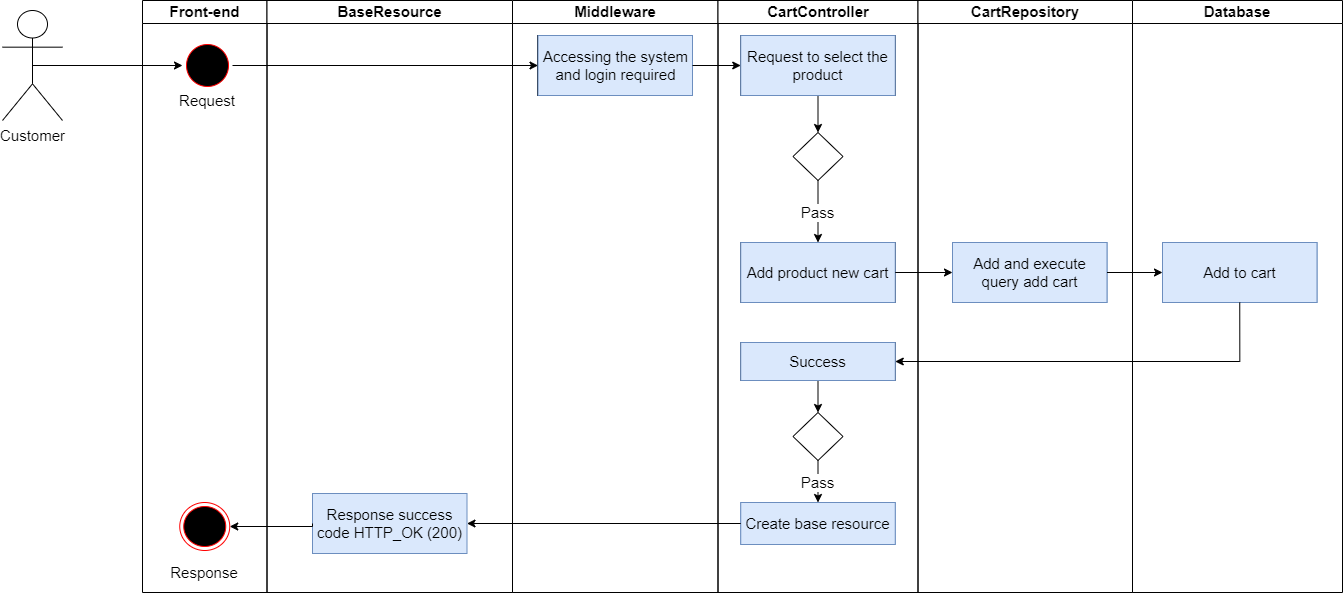 Front-end
BaseResource
Middleware
CartController
CartRepository
Database
Customer
Request
Accessing the system
and login required
Request to select the
product
Pass
Add product new cart
Add and execute
query add cart
Add to cart
Success
Pass
Create base resource
Response success
code HTTP_OK (200)
Response